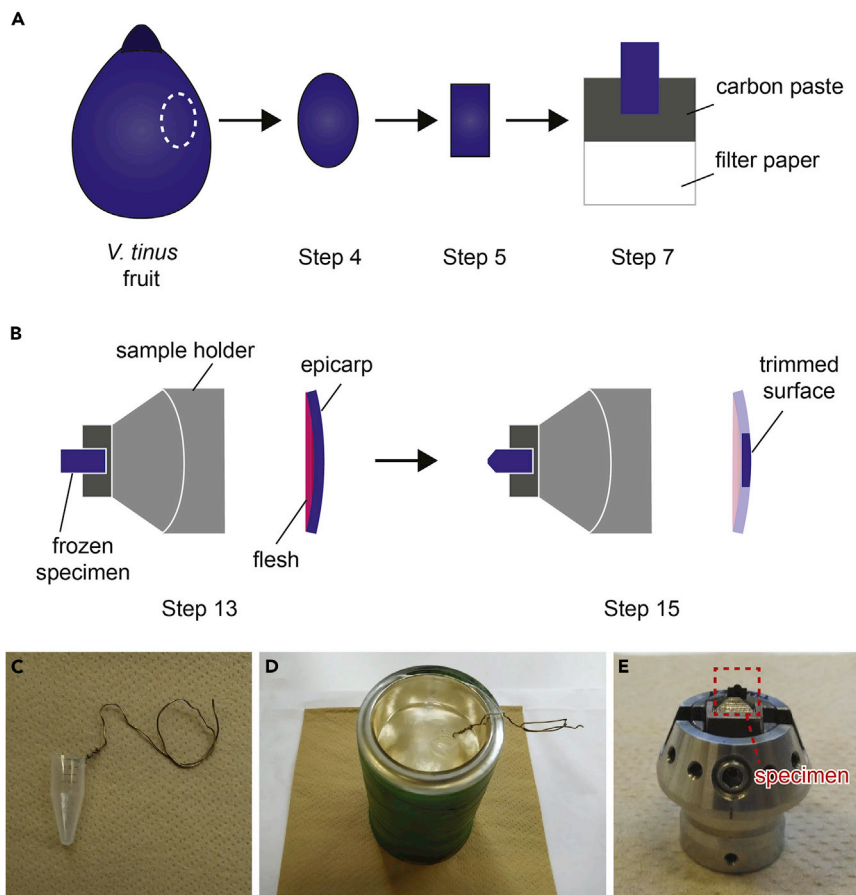 A
V. tinus
fruit
Step 4
Step 5
Step 7
carbon paste
filter paper
B
sample holder
epicarp
trimmed
surface
frozen
specimen
flesh
Step 13
Step 15
C
D
E
specimen